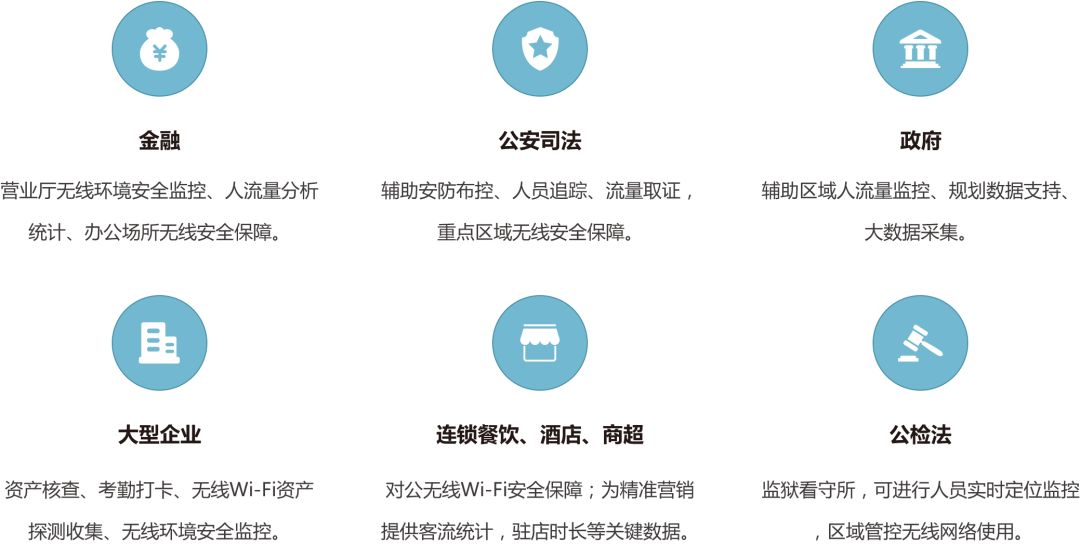 ¥
金融
营业厅无线环境安全监控、人流量分析
统计、办公场所无线安全保障。
公安司法
辅助安防布控、人员追踪、流量取证，
重点区域无线安全保障。
政府
辅助区域人流量监控、规划数据支持、
大数据采集。
大型企业
资产核查、考勤打卡、无线Wi-Fi资产
探测收集、无线环境安全监控。
连锁餐饮、酒店、商超
对公无线Wi-Fi安全保障；为精准营销
提供客流统计，驻店时长等关键数据。
公检法
监狱看守所，可进行人员实时定位监控
，区域管控无线网络使用。